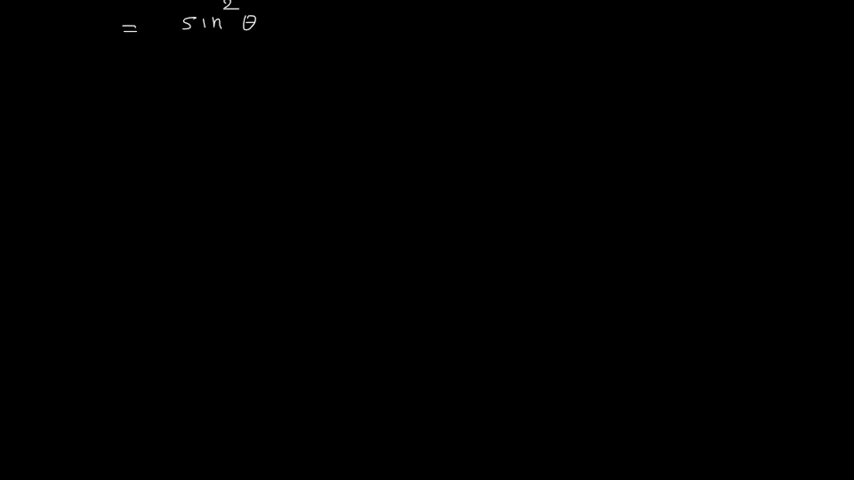 = sin²θ